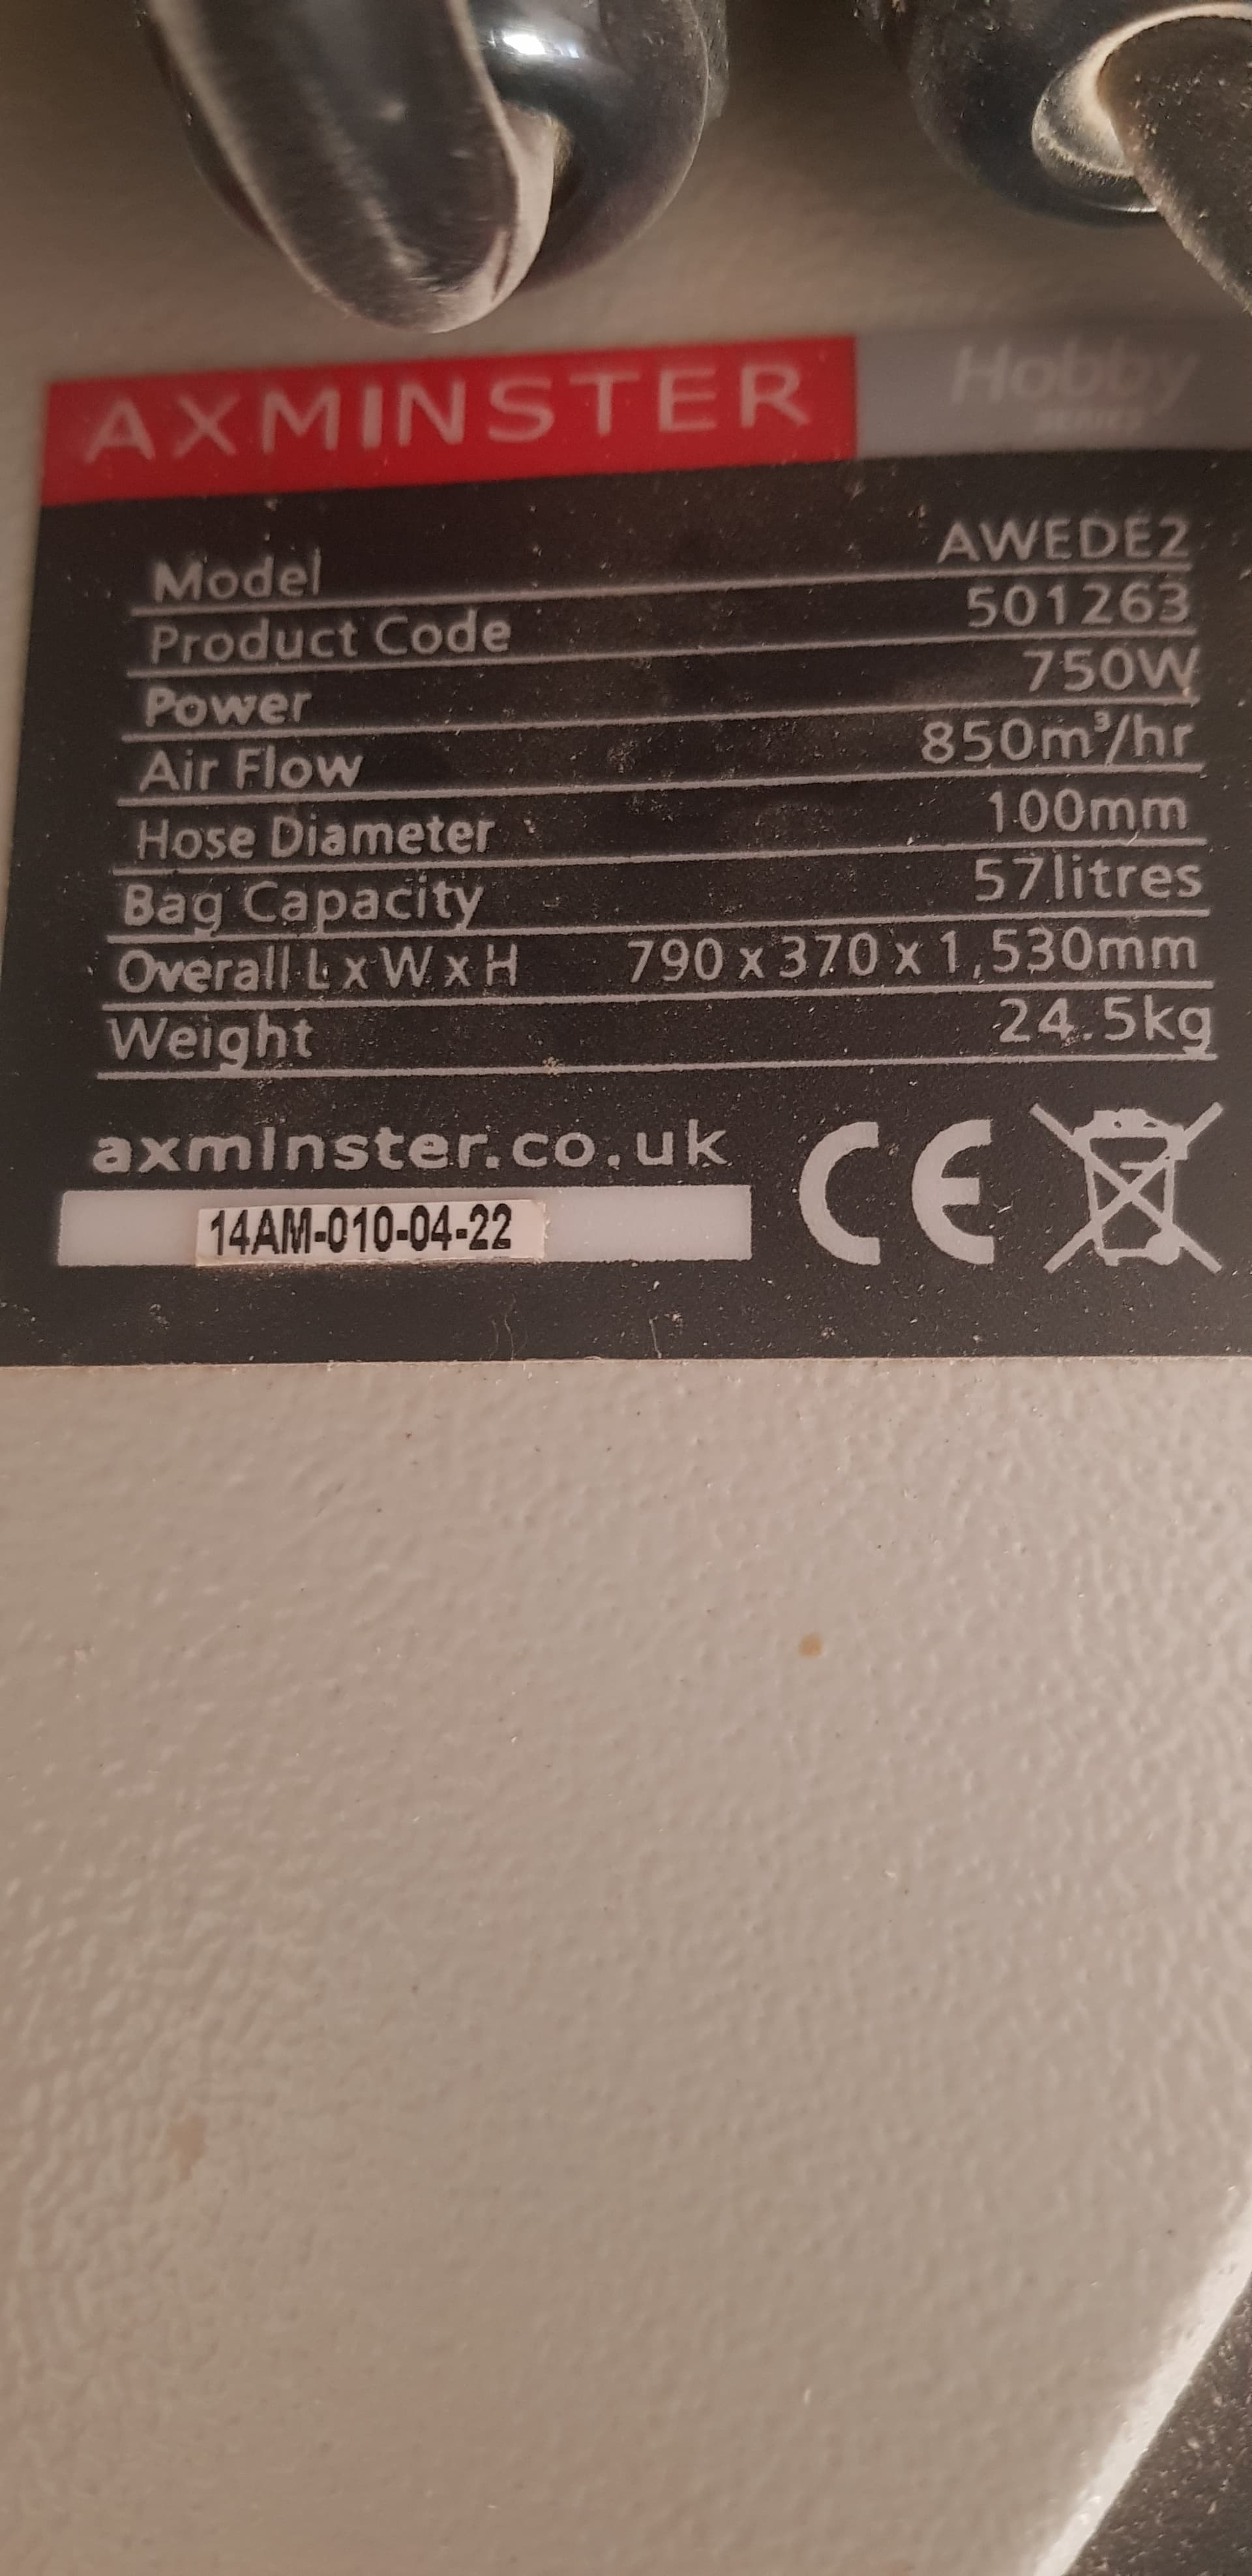 AXMINSTER Hobby
SERIES
Model AWEDE2
Product Code 501263
Power 750W
Air Flow 850m³/hr
Hose Diameter 100mm
Bag Capacity 57litres
Overall L x W x H 790 x 370 x 1,530mm
Weight 24.5kg
axminster.co.uk CE
14AM-010-04-22